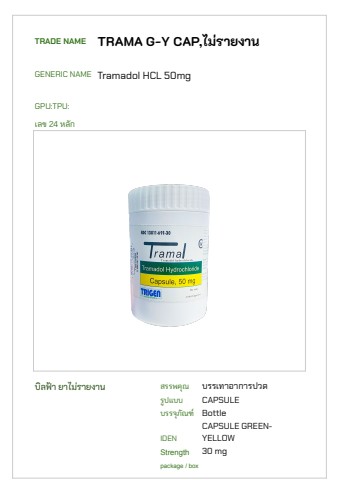 TRADE NAME TRAMA G-Y CAP,ไม่รายงาน
GENERIC NAME Tramadol HCL 50mg
GPU:TPU:
เลข 24 หลัก
Tramal
Tramadol Hydrochloride
Capsule, 50 mg
TRIGEN
บิลฟ้า ยาไม่รายงาน
สรรพคุณ บรรเทาอาการปวด
รูปแบบ CAPSULE
บรรจุภัณฑ์ Bottle
IDEN CAPSULE GREEN-
YELLOW
Strength 30 mg
package / box